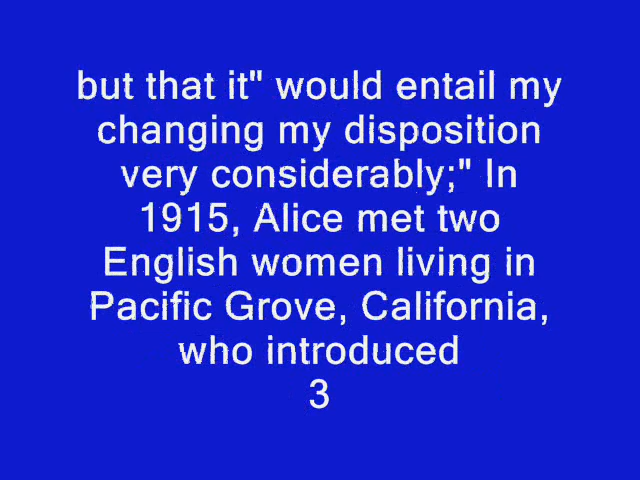 but that it" would entail my
changing my disposition
very considerably;" In
1915, Alice met two
English women living in
Pacific Grove, California,
who introduced
3